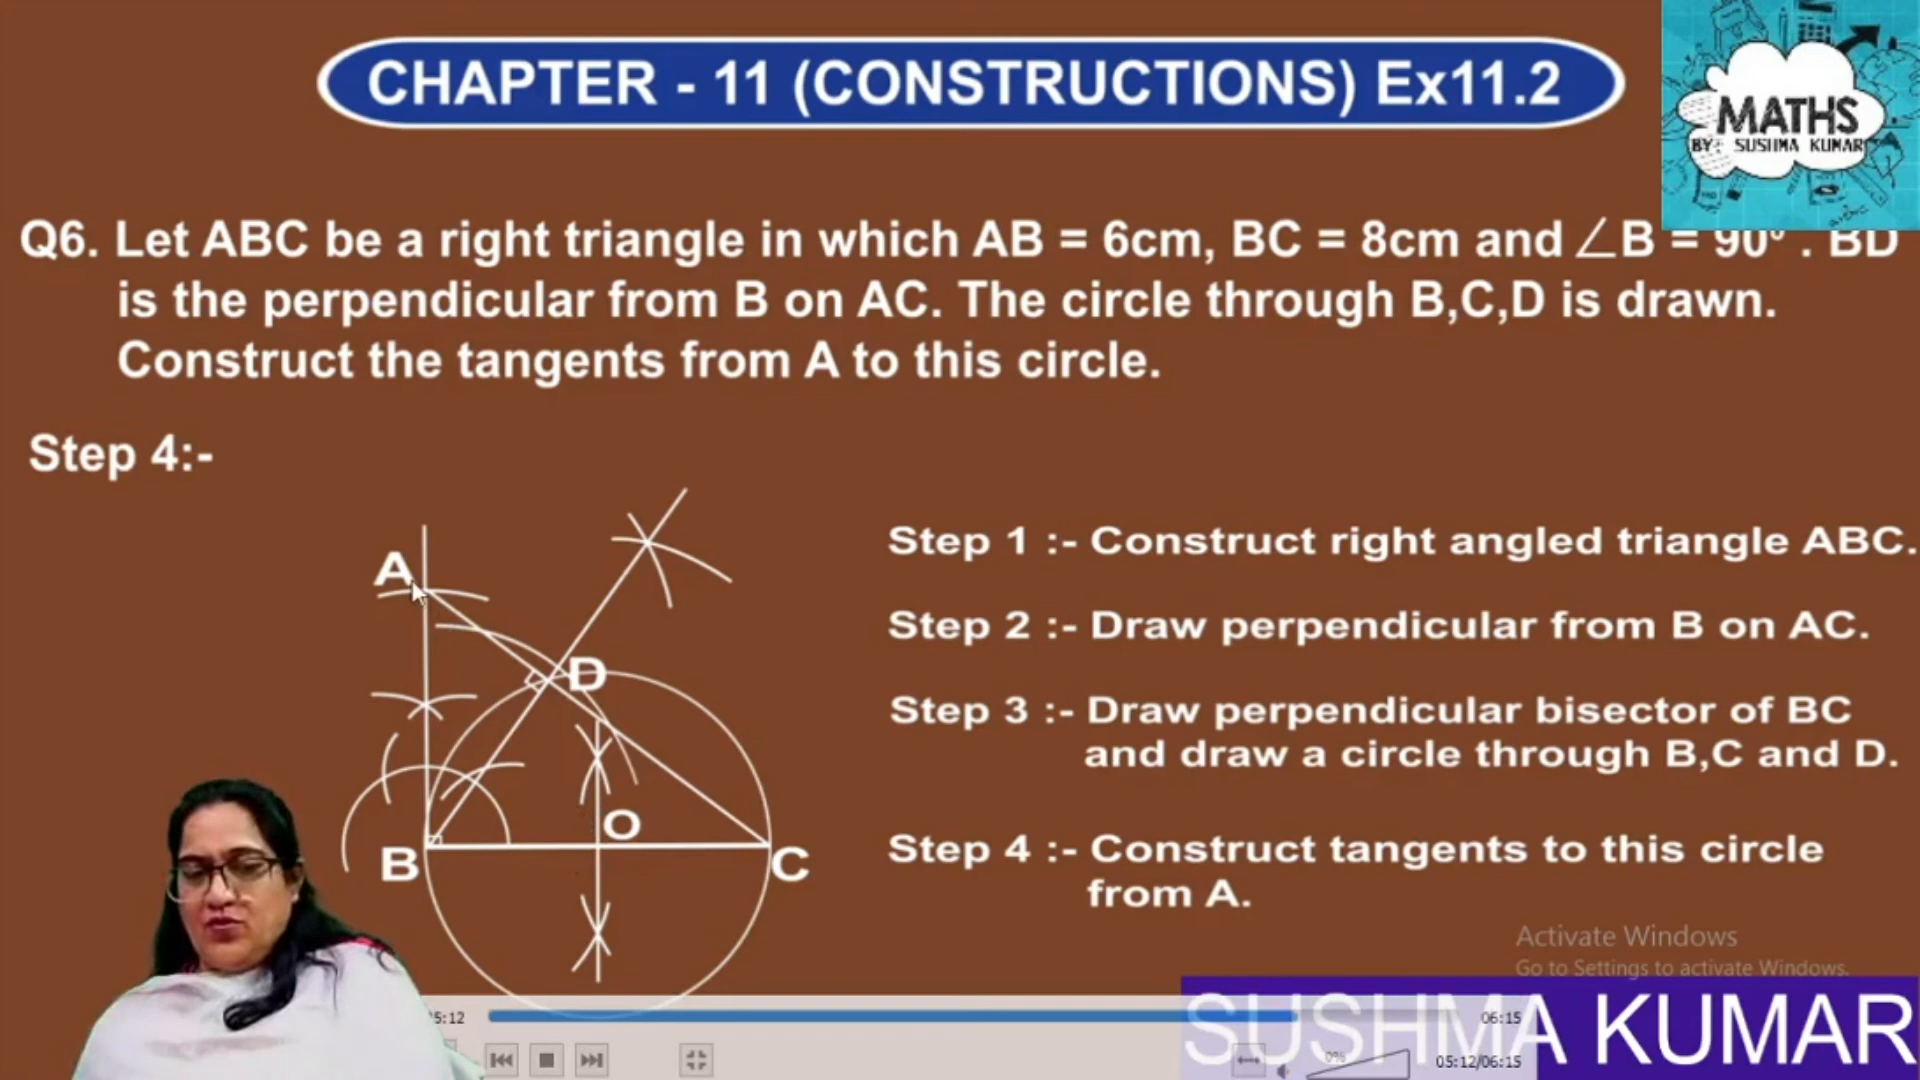 CHAPTER - 11 (CONSTRUCTIONS) Ex11.2
MATHS
BY: SUSHMA KUMAR
Q6. Let ABC be a right triangle in which AB = 6cm, BC = 8cm and ∠B = 90⁰ . BD
is the perpendicular from B on AC. The circle through B,C,D is drawn.
Construct the tangents from A to this circle.
Step 4:-
A
D
O
B
C
Step 1 :- Construct right angled triangle ABC.
Step 2 :- Draw perpendicular from B on AC.
Step 3 :- Draw perpendicular bisector of BC
and draw a circle through B,C and D.
Step 4 :- Construct tangents to this circle
from A.
Activate Windows
Go to Settings to activate Windows.
SUSHMA KUMAR
5:12
06:15
0%
05:12/06:15